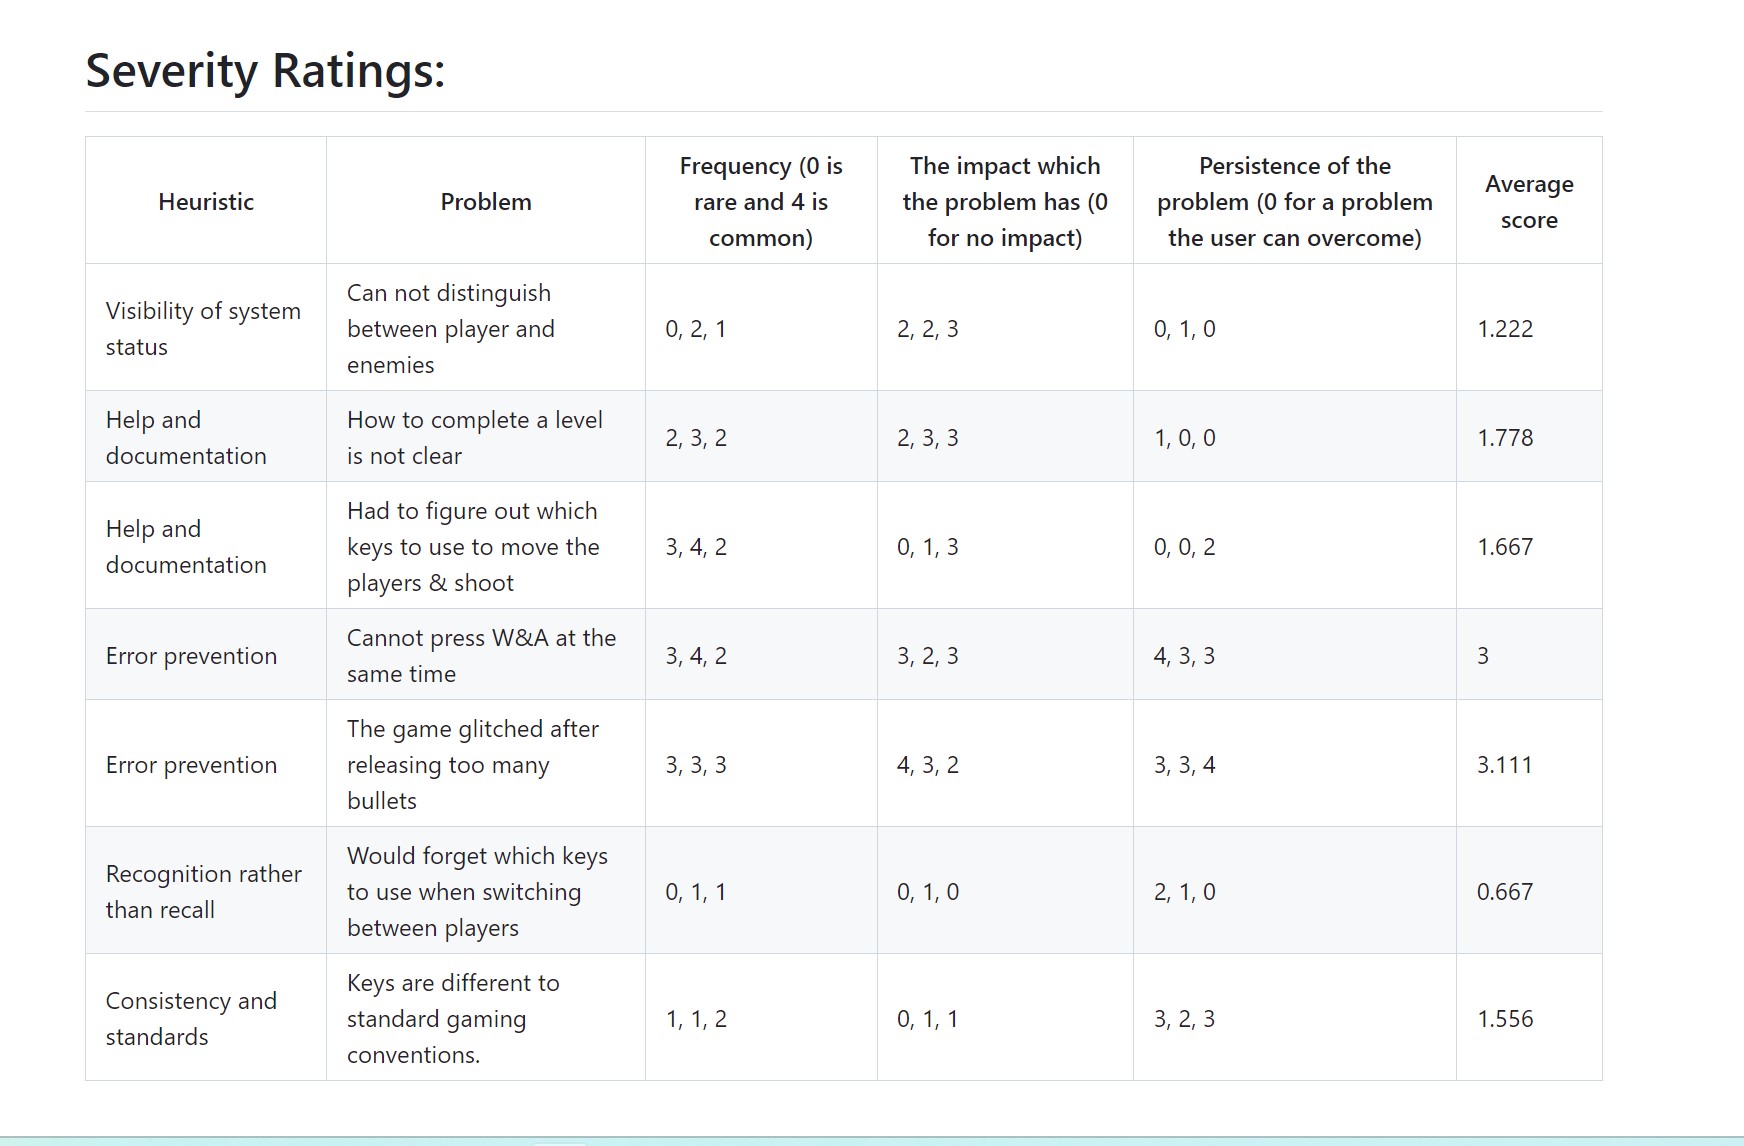 Severity Ratings:
Heuristic
Problem
Frequency (0 is
rare and 4 is
common)
The impact which
the problem has (0
for no impact)
Persistence of the
problem (0 for a problem
the user can overcome)
Average
score
Visibility of system
status
Can not distinguish
between player and
enemies
0, 2, 1
2, 2, 3
0, 1, 0
1.222
Help and
documentation
How to complete a level
is not clear
2, 3, 2
2, 3, 3
1, 0, 0
1.778
Help and
documentation
Had to figure out which
keys to use to move the
players & shoot
3, 4, 2
0, 1, 3
0, 0, 2
1.667
Error prevention
Cannot press W&A at the
same time
3, 4, 2
3, 2, 3
4, 3, 3
3
Error prevention
The game glitched after
releasing too many
bullets
3, 3, 3
4, 3, 2
3, 3, 4
3.111
Recognition rather
than recall
Would forget which keys
to use when switching
between players
0, 1, 1
0, 1, 0
2, 1, 0
0.667
Consistency and
standards
Keys are different to
standard gaming
conventions.
1, 1, 2
0, 1, 1
3, 2, 3
1.556